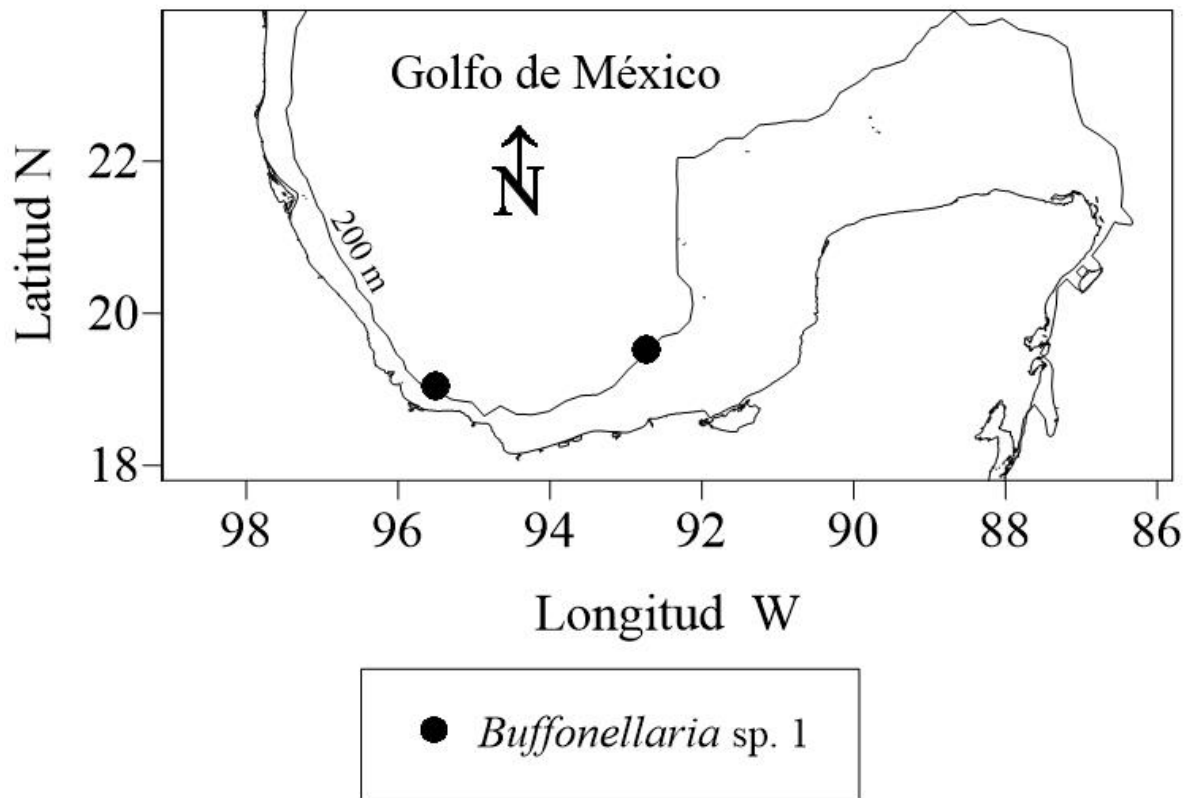 Golfo de México
N
200 m
Latitud N
22
20
18
98 96 94 92 90 88 86
Longitud W
Buffonellaria sp. 1